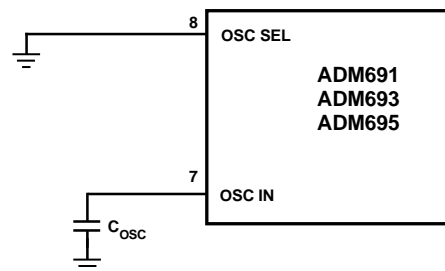 8
OSC SEL
ADM691
ADM693
ADM695
7
OSC IN
COSC